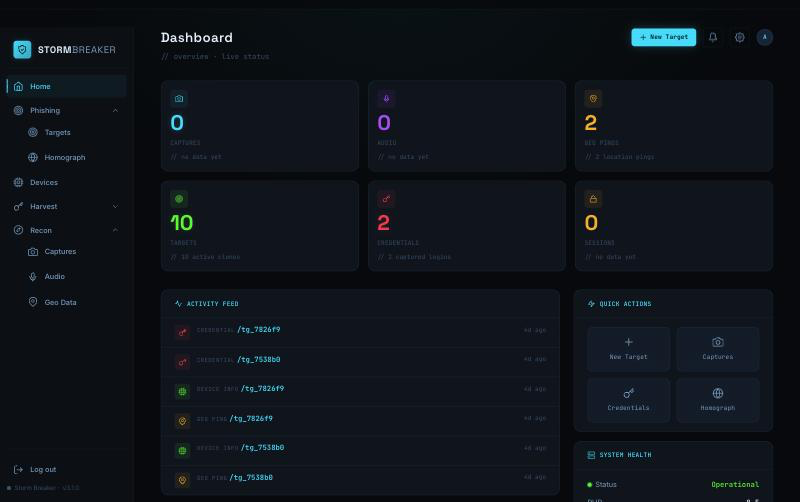 STORMBREAKER
Home
Phishing
Targets
Homograph
Devices
Harvest
Recon
Captures
Audio
Geo Data
Log out
Storm Breaker · v3.1.0
Dashboard
// overview · live status
+ New Target
A
0
CAPTURES
// no data yet
0
AUDIO
// no data yet
2
GEO PINGS
// 2 location pings
10
TARGETS
// 10 active clones
2
CREDENTIALS
// 2 captured logins
0
SESSIONS
// no data yet
ACTIVITY FEED
CREDENTIAL /tg_7826f9 4d ago
CREDENTIAL /tg_7538b0 4d ago
DEVICE INFO /tg_7826f9 4d ago
GEO PING /tg_7826f9 4d ago
DEVICE INFO /tg_7538b0 4d ago
GEO PING /tg_7538b0 4d ago
QUICK ACTIONS
New Target
Captures
Credentials
Homograph
SYSTEM HEALTH
Status Operational